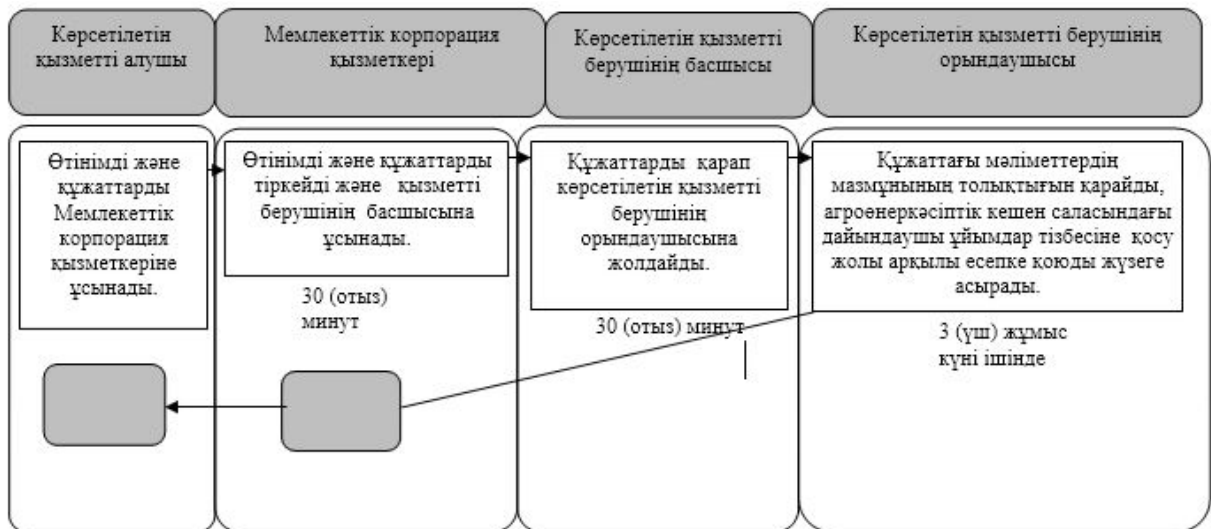 Көрсетілетін
қызметті алушы
Мемлекеттік корпорация
қызметкері
Көрсетілетін қызметті
берушінің басшысы
Көрсетілетін қызметті берушінің
орындаушысы
Өтінімді және
құжаттарды
Мемлекеттік
корпорация
қызметкеріне
ұсынады.
Өтінімді және құжаттарды
тіркейді және қызметті
берушінің басшысына
ұсынады.
30 (отыз)
минут
Құжаттарды қарап
көрсетілетін қызметті
берушінің
орындаушысына
жолдайды.
30 (отыз) минут
Құжаттағы мәліметтердің
мазмұнының толықтығын қарайды,
агроөнеркәсіптік кешен саласындағы
дайындаушы ұйымдар тізбесіне қосу
жолы арқылы есепке қоюды жүзеге
асырады.
3 (үш) жұмыс
күні ішінде